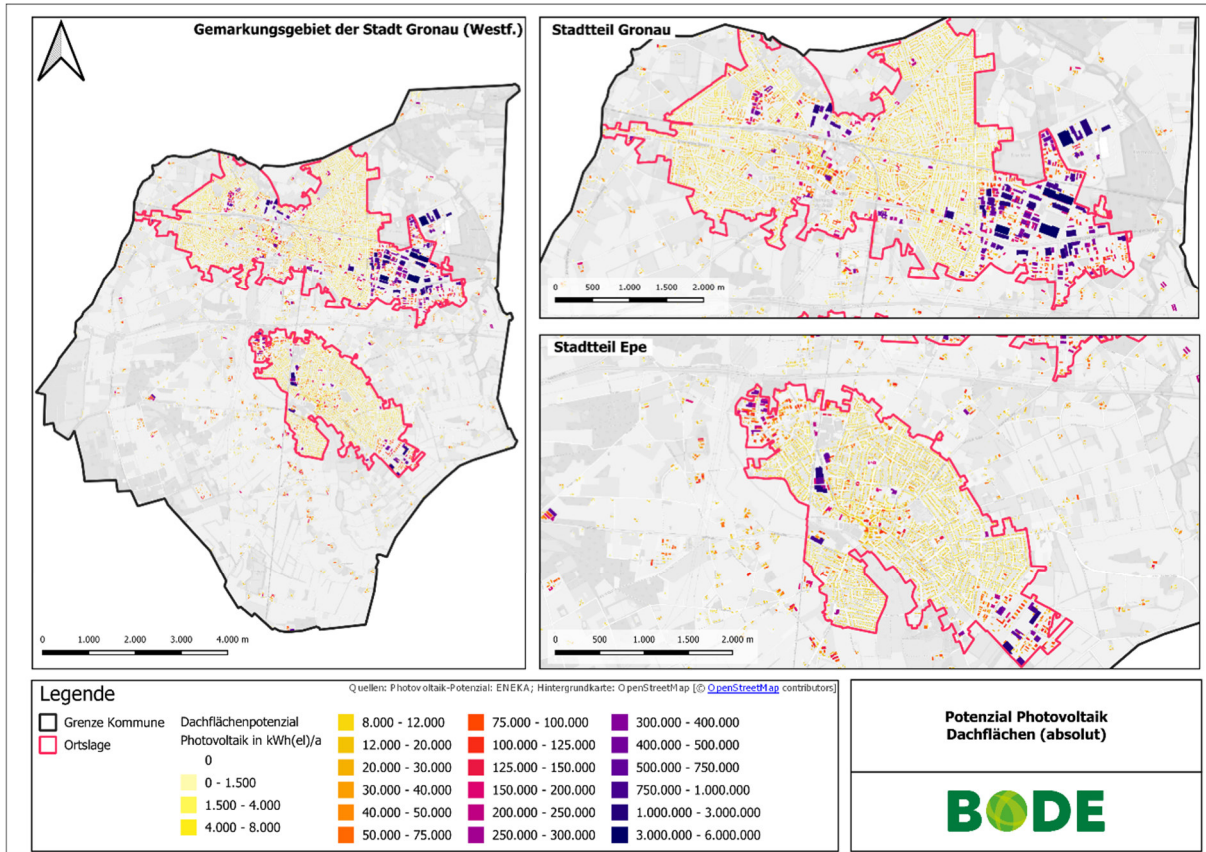 Gemarkungsgebiet der Stadt Gronau (Westf.)
0 1.000 2.000 3.000 4.000 m
Stadtteil Gronau
0 500 1.000 1.500 2.000 m
Stadtteil Epe
0 500 1.000 1.500 2.000 m
Legende
Quellen: Photovoltaik-Potenzial: ENEKA; Hintergrundkarte: OpenStreetMap [© OpenStreetMap contributors]
Grenze Kommune
Ortslage
Dachflächenpotenzial
Photovoltaik in kWh(el)/a
0
0 - 1.500
1.500 - 4.000
4.000 - 8.000
8.000 - 12.000
12.000 - 20.000
20.000 - 30.000
30.000 - 40.000
40.000 - 50.000
50.000 - 75.000
75.000 - 100.000
100.000 - 125.000
125.000 - 150.000
150.000 - 200.000
200.000 - 250.000
250.000 - 300.000
300.000 - 400.000
400.000 - 500.000
500.000 - 750.000
750.000 - 1.000.000
1.000.000 - 3.000.000
3.000.000 - 6.000.000
Potenzial Photovoltaik
Dachflächen (absolut)
BODE